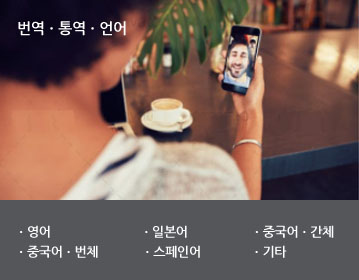 번역 · 통역 · 언어
· 영어
· 일본어
· 중국어 · 간체
· 중국어 · 번체
· 스페인어
· 기타